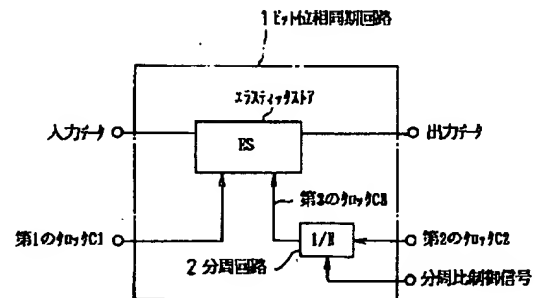 1 ビット位相同期回路
エラスティックストア
入力データ
ES
出力データ
第3のクロックC3
第1のクロックC1
1/N
第2のクロックC2
2 分周回路
分周比制御信号